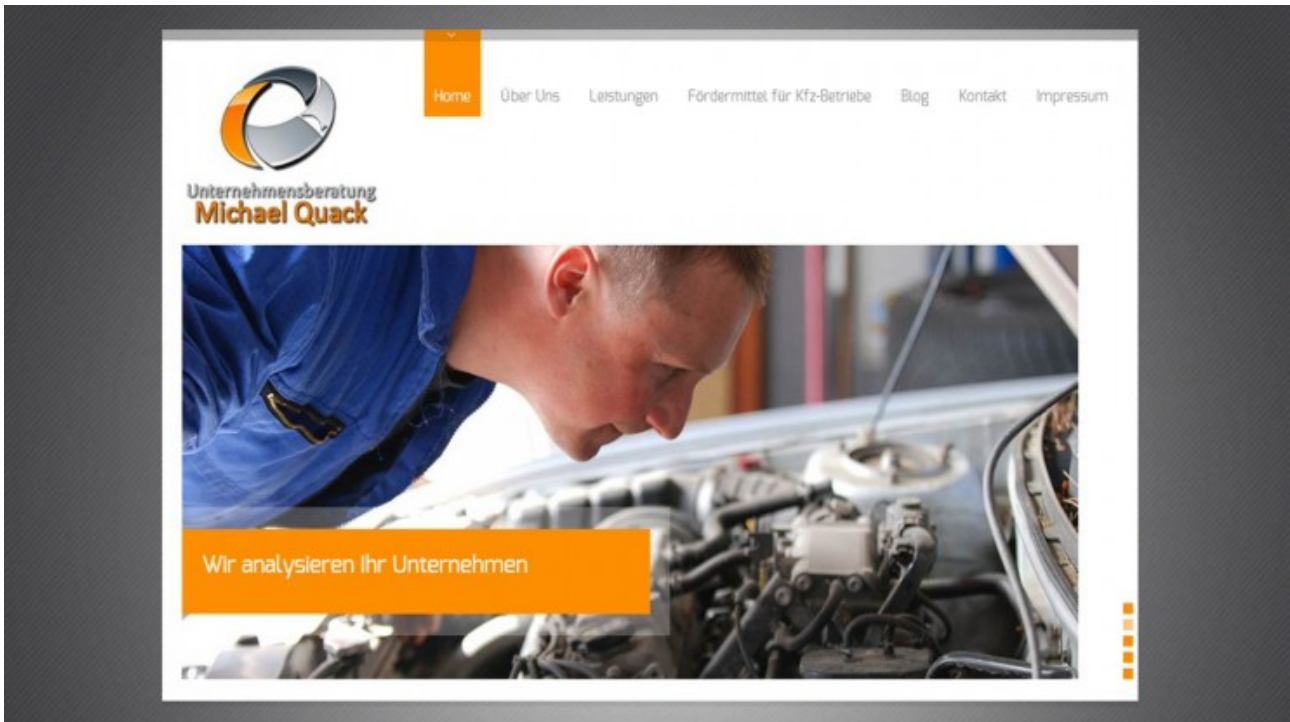 Home Über Uns Leistungen Fördermittel für Kfz-Betriebe Blog Kontakt Impressum
Unternehmensberatung
Michael Quack
Wir analysieren Ihr Unternehmen